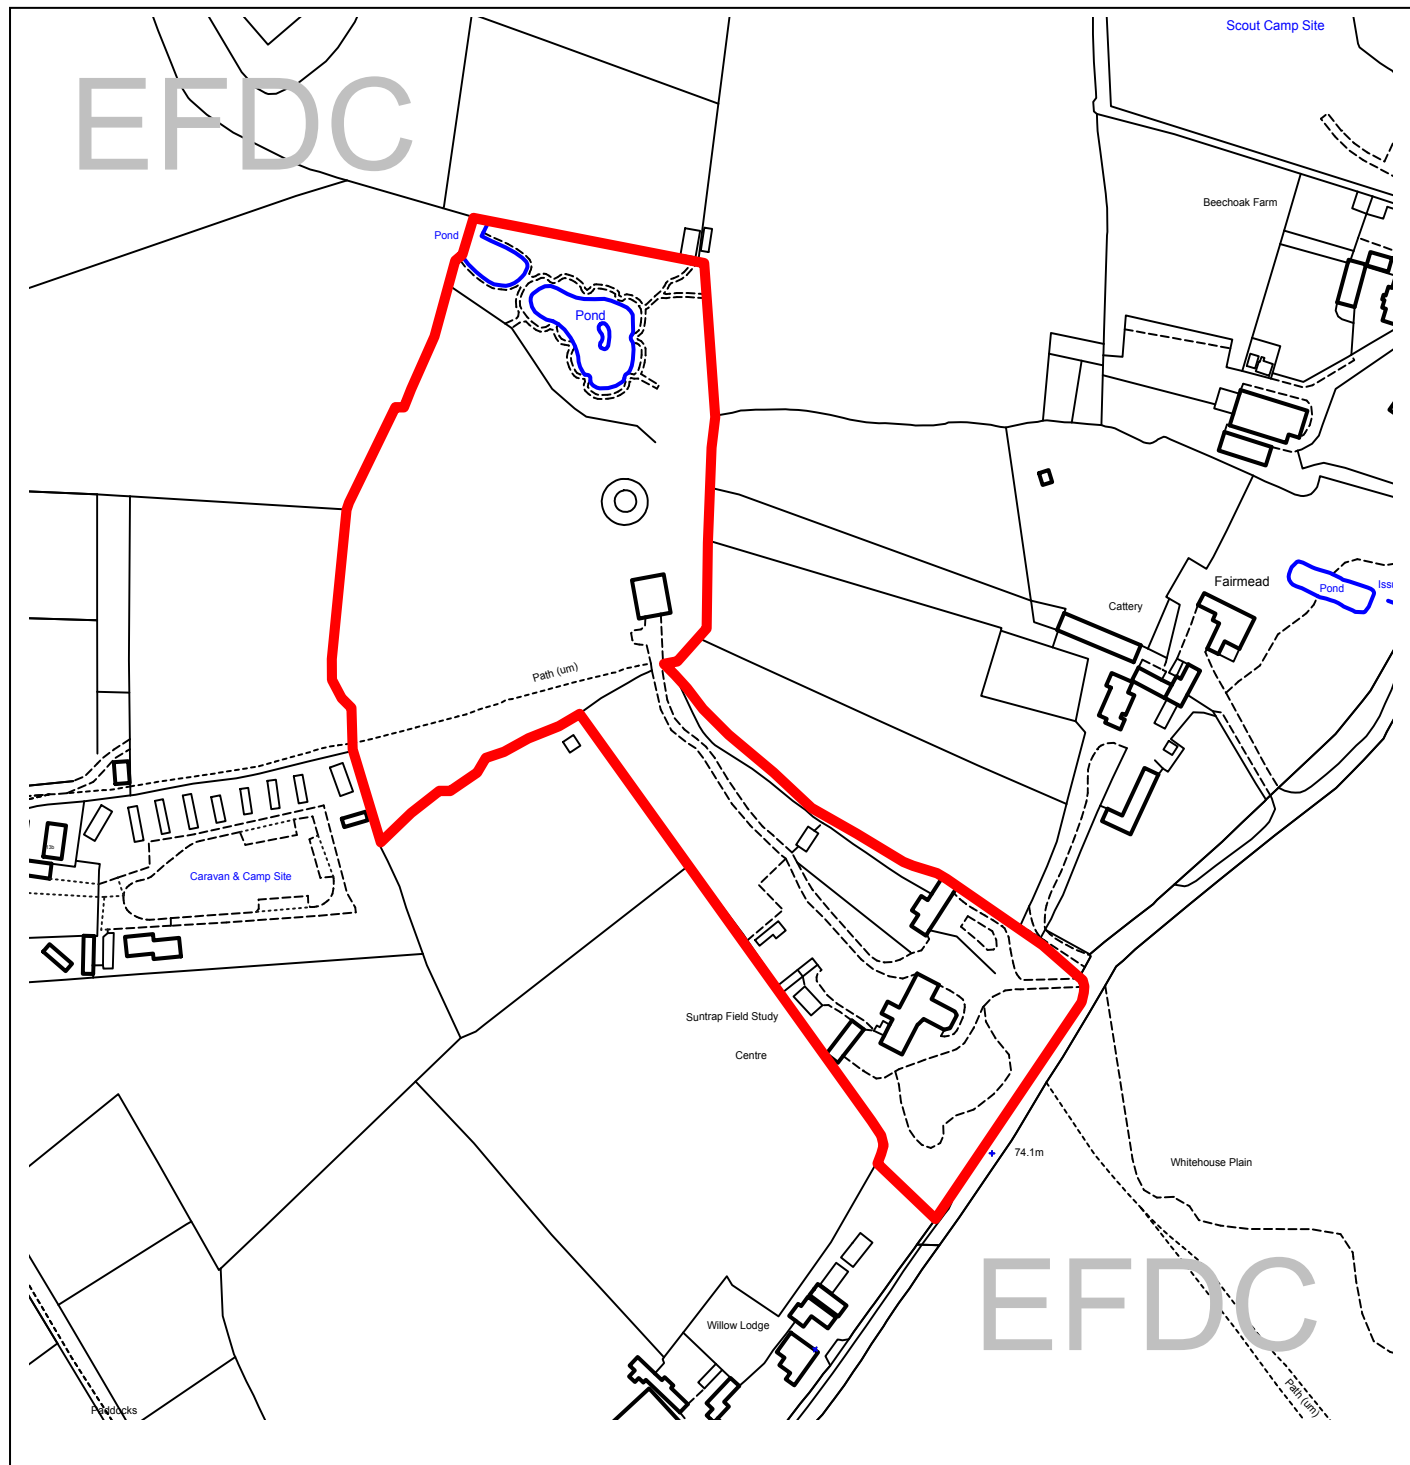 Scout Camp Site
EFDC
Beechoak Farm
Pond
Pond
Fairmead
Pond
Cattery
Path (um)
Caravan & Camp Site
Suntrap Field Study
Centre
74.1m
Whitehouse Plain
EFDC
Willow Lodge
Path (um)
Paddocks